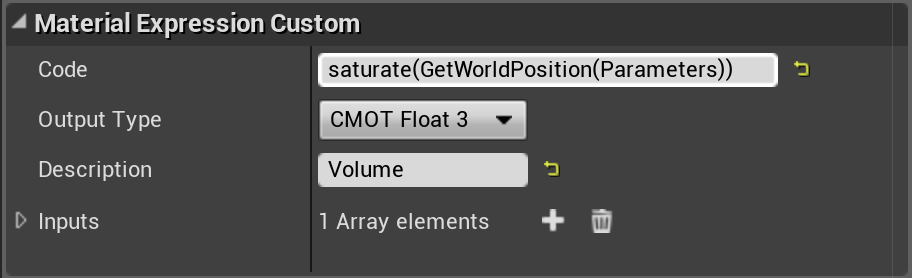 Material Expression Custom
Code saturate(GetWorldPosition(Parameters))
Output Type CMOT Float 3
Description Volume
Inputs 1 Array elements